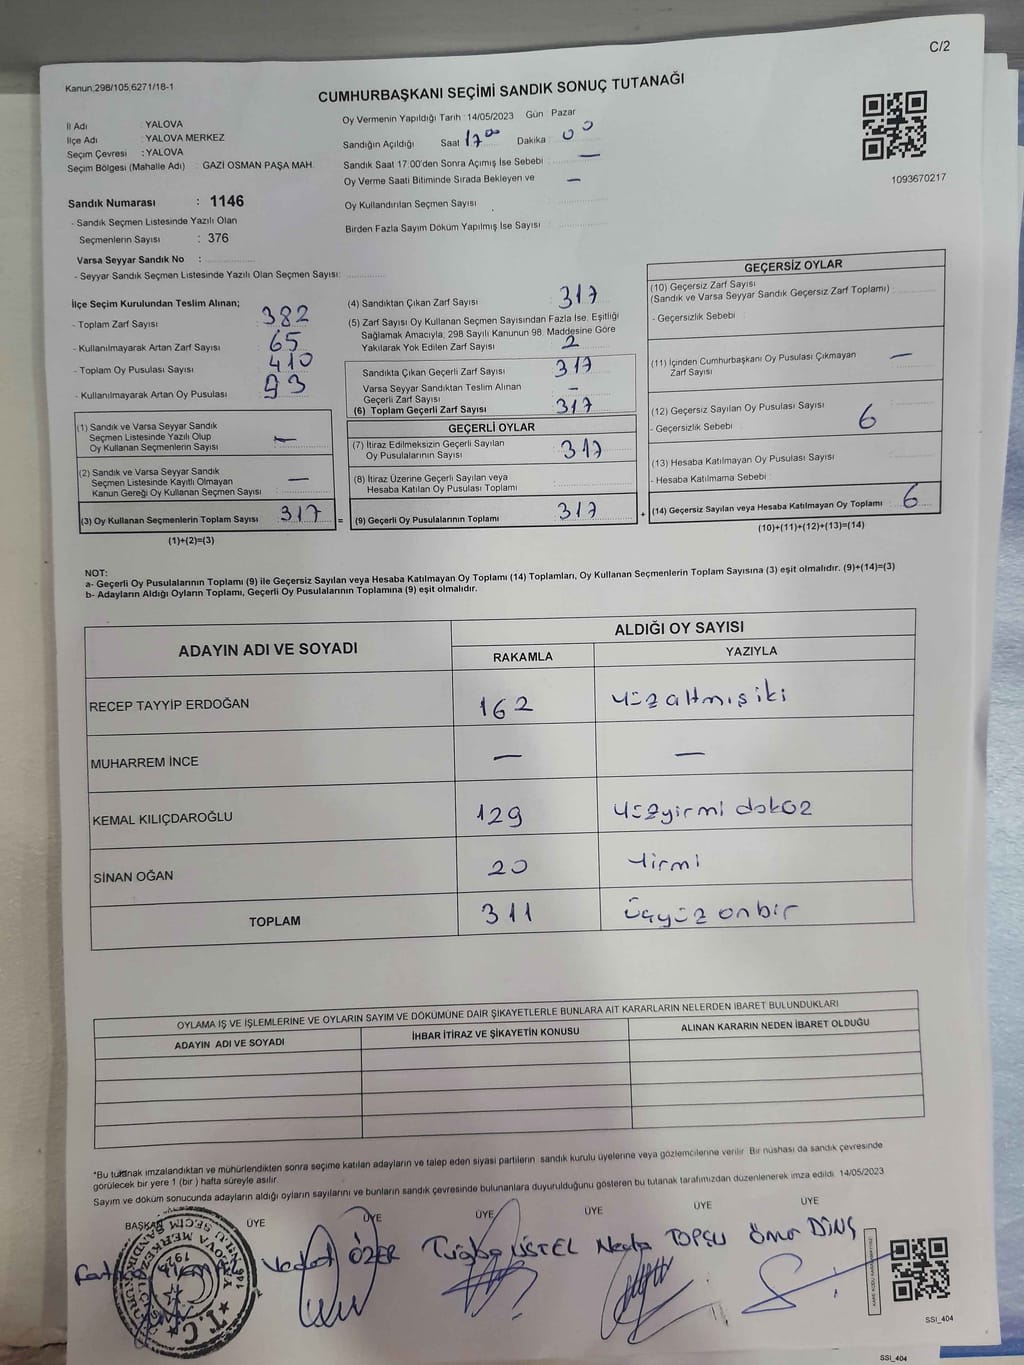 C/2
Kanun;298/105;6271/18-1
CUMHURBAŞKANI SEÇİMİ SANDIK SONUÇ TUTANAĞI
İl Adı : YALOVA
İlçe Adı : YALOVA MERKEZ
Seçim Çevresi : YALOVA
Seçim Bölgesi (Mahalle Adı) : GAZİ OSMAN PAŞA MAH.
Sandık Numarası : 1146
- Sandık Seçmen Listesinde Yazılı Olan
Seçmenlerin Sayısı : 376
Varsa Seyyar Sandık No :
- Seyyar Sandık Seçmen Listesinde Yazılı Olan Seçmen Sayısı:
Oy Vermenin Yapıldığı Tarih :14/05/2023 Gün Pazar
Sandığın Açıldığı Saat 17 00 Dakika 00
Sandık Saat 17:00'den Sonra Açımış İse Sebebi : —
Oy Verme Saati Bitiminde Sırada Bekleyen ve —
Oy Kullandırılan Seçmen Sayısı
Birden Fazla Sayım Döküm Yapılmış İse Sayısı
1093670217
İlçe Seçim Kurulundan Teslim Alınan;
- Toplam Zarf Sayısı 382
- Kullanılmayarak Artan Zarf Sayısı 65
- Toplam Oy Pusulası Sayısı 410
- Kullanılmayarak Artan Oy Pusulası 93
(1) Sandık ve Varsa Seyyar Sandık
Seçmen Listesinde Yazılı Olup
Oy Kullanan Seçmenlerin Sayısı —
(2) Sandık ve Varsa Seyyar Sandık
Seçmen Listesinde Kayıtlı Olmayan
Kanun Gereği Oy Kullanan Seçmen Sayısı —
(3) Oy Kullanan Seçmenlerin Toplam Sayısı 317
(1)+(2)=(3)
(4) Sandıktan Çıkan Zarf Sayısı 317
(5) Zarf Sayısı Oy Kullanan Seçmen Sayısından Fazla İse, Eşitliği
Sağlamak Amacıyla; 298 Sayılı Kanunun 98. Maddesine Göre
Yakılarak Yok Edilen Zarf Sayısı 2
Sandıkta Çıkan Geçerli Zarf Sayısı 317
Varsa Seyyar Sandıktan Teslim Alınan
Geçerli Zarf Sayısı —
(6) Toplam Geçerli Zarf Sayısı 317
GEÇERLİ OYLAR
(7) İtiraz Edilmeksizin Geçerli Sayılan
Oy Pusulalarının Sayısı 317
(8) İtiraz Üzerine Geçerli Sayılan veya
Hesaba Katılan Oy Pusulası Toplamı
= (9) Geçerli Oy Pusulalarının Toplamı 317
GEÇERSİZ OYLAR
(10) Geçersiz Zarf Sayısı
(Sandık ve Varsa Seyyar Sandık Geçersiz Zarf Toplamı) :
- Geçersizlik Sebebi :
(11) İçinden Cumhurbaşkanı Oy Pusulası Çıkmayan
Zarf Sayısı —
(12) Geçersiz Sayılan Oy Pusulası Sayısı 6
- Geçersizlik Sebebi :
(13) Hesaba Katılmayan Oy Pusulası Sayısı :
- Hesaba Katılmama Sebebi
+ (14) Geçersiz Sayılan veya Hesaba Katılmayan Oy Toplamı 6
(10)+(11)+(12)+(13)=(14)
NOT:
a- Geçerli Oy Pusulalarının Toplamı (9) ile Geçersiz Sayılan veya Hesaba Katılmayan Oy Toplamı (14) Toplamları, Oy Kullanan Seçmenlerin Toplam Sayısına (3) eşit olmalıdır. (9)+(14)=(3)
b- Adayların Aldığı Oyların Toplamı, Geçerli Oy Pusulalarının Toplamına (9) eşit olmalıdır.
ADAYIN ADI VE SOYADI ALDIĞI OY SAYISI
RAKAMLA YAZIYLA
RECEP TAYYİP ERDOĞAN 162 Yüzaltmışiki
MUHARREM İNCE — —
KEMAL KILIÇDAROĞLU 129 Yüzyirmi dokuz
SİNAN OĞAN 20 Yirmi
TOPLAM 311 Üçyüz onbir
OYLAMA İŞ VE İŞLEMLERİNE VE OYLARIN SAYIM VE DÖKÜMÜNE DAİR ŞİKAYETLERLE BUNLARA AİT KARARLARIN NELERDEN İBARET BULUNDUKLARI
ADAYIN ADI VE SOYADI İHBAR İTİRAZ VE ŞİKAYETİN KONUSU ALINAN KARARIN NEDEN İBARET OLDUĞU
*Bu tutanak imzalandıktan ve mühürlendikten sonra seçime katılan adayların ve talep eden siyasi partilerin sandık kurulu üyelerine veya gözlemcilerine verilir. Bir nüshası da sandık çevresinde
görülecek bir yere 1 (bir) hafta süreyle asılır.
Sayım ve döküm sonucunda adayların aldığı oyların sayılarını ve bunların sandık çevresinde bulunanlara duyurulduğunu gösteren bu tutanak tarafımızdan düzenlenerek imza edildi. 14/05/2023
BAŞKAN ÜYE ÜYE ÜYE ÜYE ÜYE ÜYE
Vedat ÖZER Tuğba ÜSTEL Neda TOPSU Ömer DİNÇ
T.C.
SSI_404
SSI_404